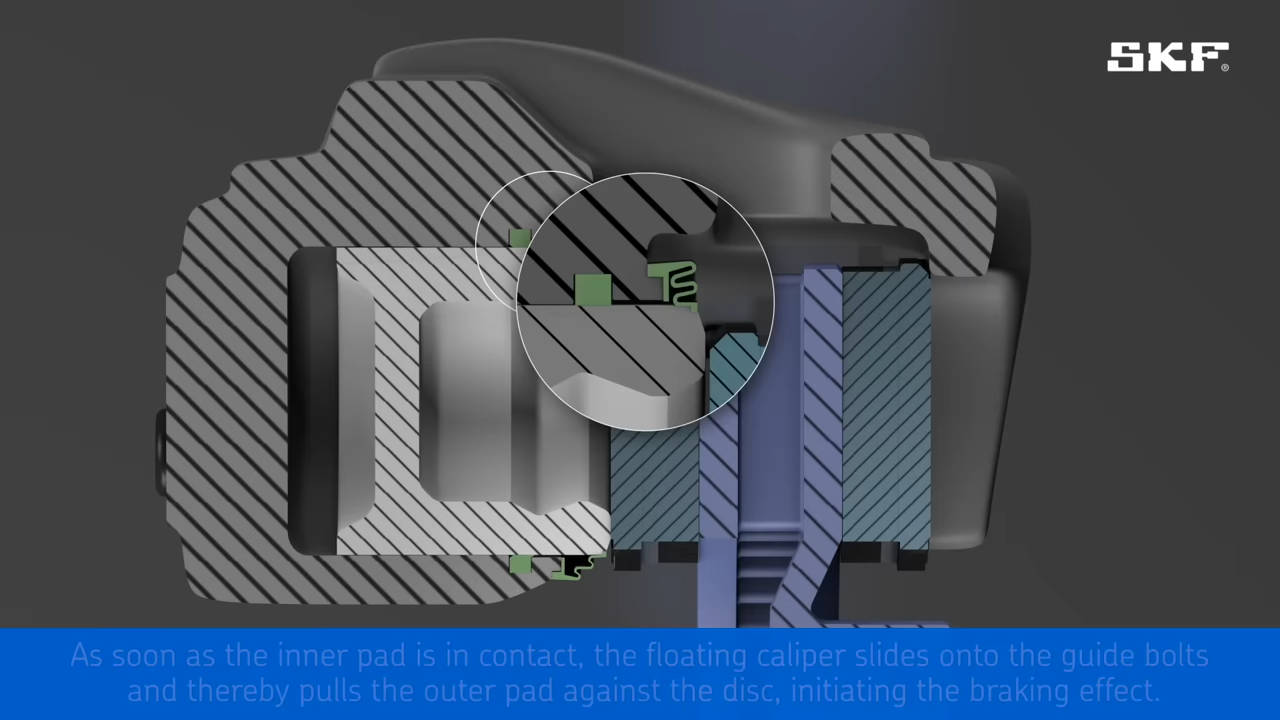 SKF®
As soon as the inner pad is in contact, the floating caliper slides onto the guide bolts
and thereby pulls the outer pad against the disc, initiating the braking effect.